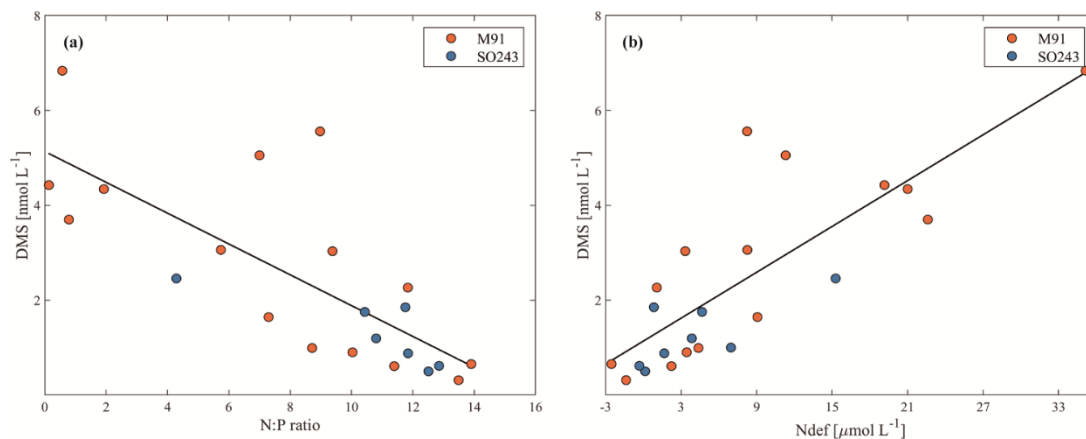 (a)
M91
SO243
8
6
4
2
DMS [nmol L⁻¹]
0 2 4 6 8 10 12 14 16
N:P ratio
(b)
M91
SO243
8
6
4
2
DMS [nmol L⁻¹]
-3 3 9 15 21 27 33
Ndef [μmol L⁻¹]